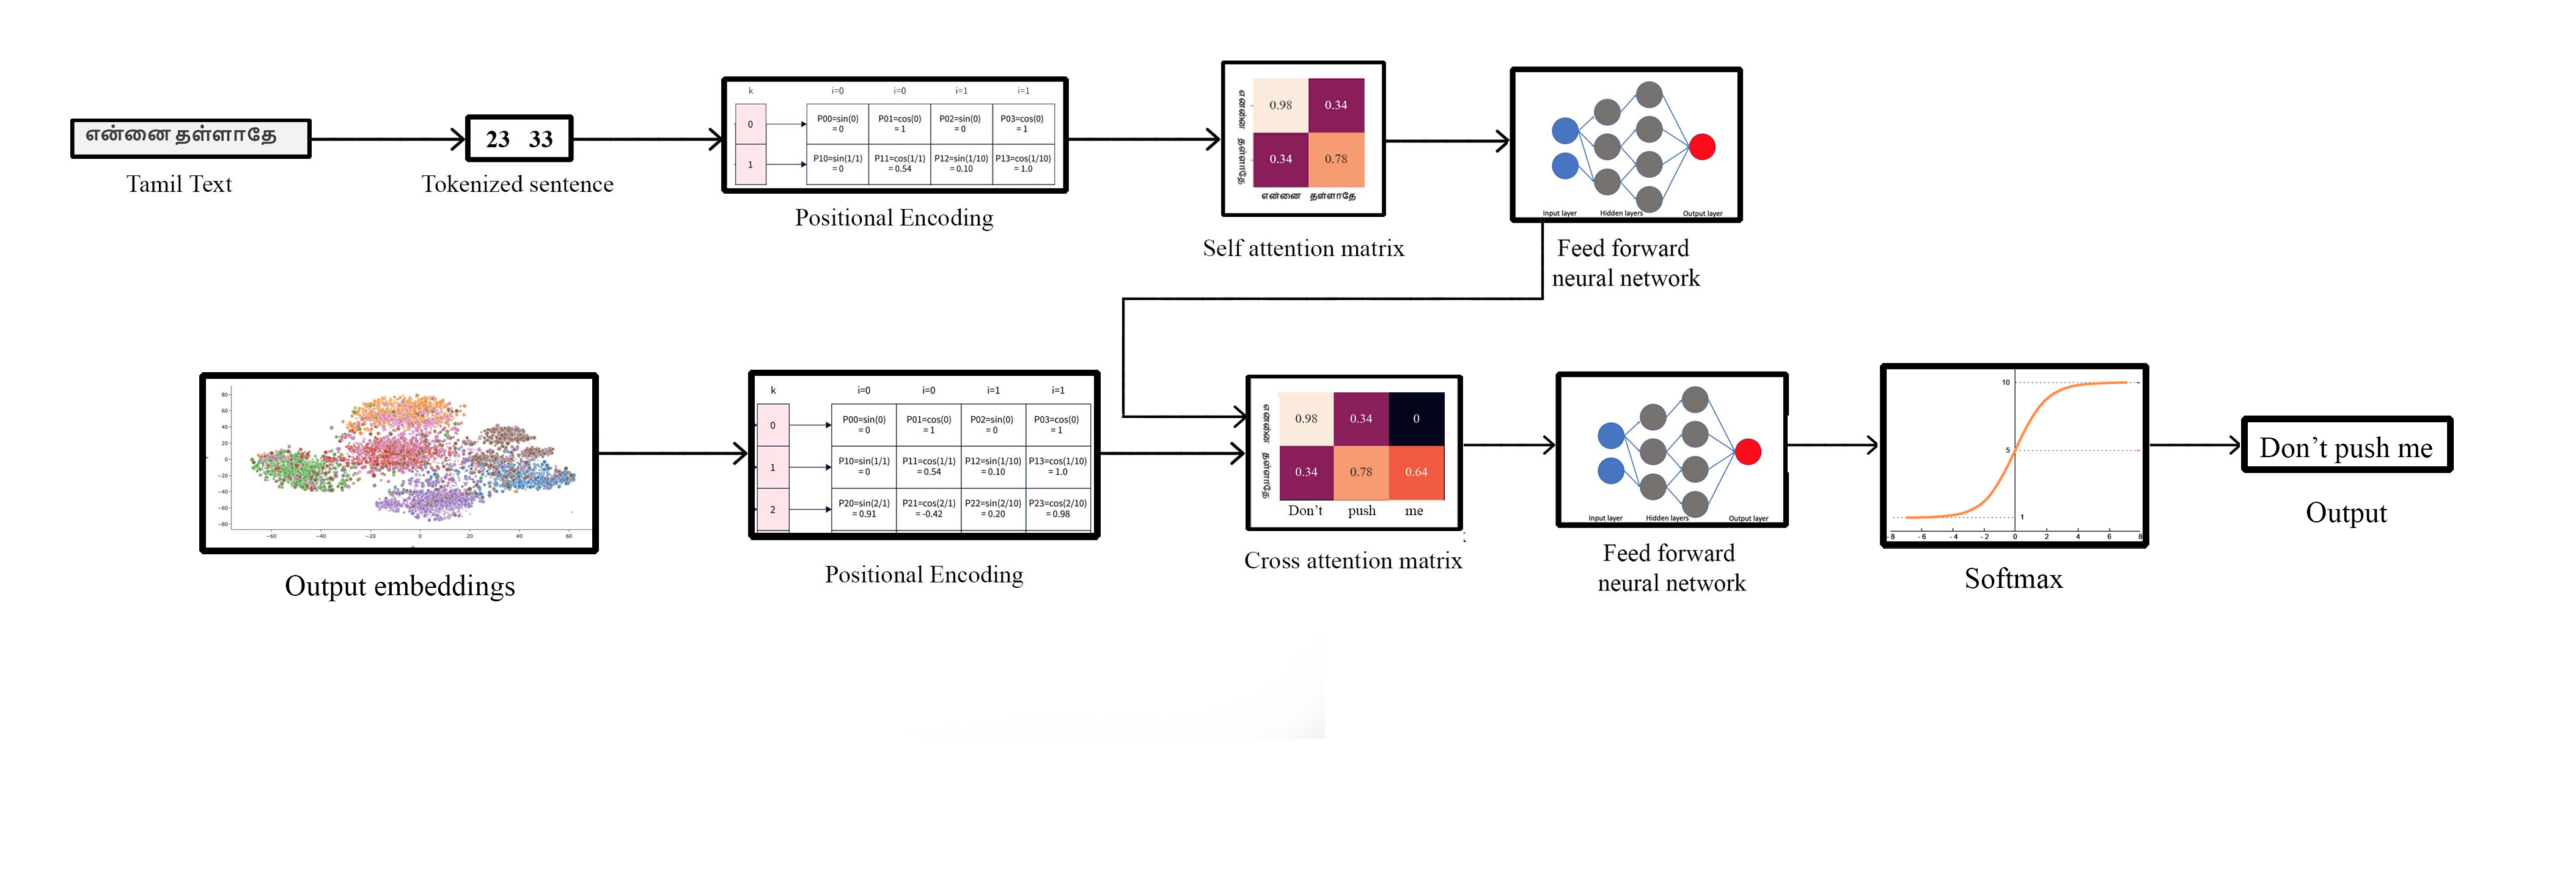 என்னை தள்ளாதே
Tamil Text
23 33
Tokenized sentence
k i=0 i=0 i=1 i=1
0 P00=sin(0) = 0 P01=cos(0) = 1 P02=sin(0) = 0 P03=cos(0) = 1
1 P10=sin(1/1) = 0 P11=cos(1/1) = 0.54 P12=sin(1/10) = 0.10 P13=cos(1/10) = 1.0
Positional Encoding
என்னை தள்ளாதே
0.98 0.34
0.34 0.78
என்னை தள்ளாதே
Self attention matrix
Input layer Hidden layers Output layer
Feed forward
neural network
80
60
40
20
0
-20
-40
-60
-80
-60 -40 -20 0 20 40 60
Output embeddings
k i=0 i=0 i=1 i=1
0 P00=sin(0) = 0 P01=cos(0) = 1 P02=sin(0) = 0 P03=cos(0) = 1
1 P10=sin(1/1) = 0 P11=cos(1/1) = 0.54 P12=sin(1/10) = 0.10 P13=cos(1/10) = 1.0
2 P20=sin(2/1) = 0.91 P21=cos(2/1) = -0.42 P22=sin(2/10) = 0.20 P23=cos(2/10) = 0.98
Positional Encoding
என்னை தள்ளாதே
0.98 0.34 0
0.34 0.78 0.64
Don't push me
Cross attention matrix
Input layer Hidden layers Output layer
Feed forward
neural network
10
5
1
-8 -6 -4 -2 0 2 4 6 8
Softmax
Don't push me
Output